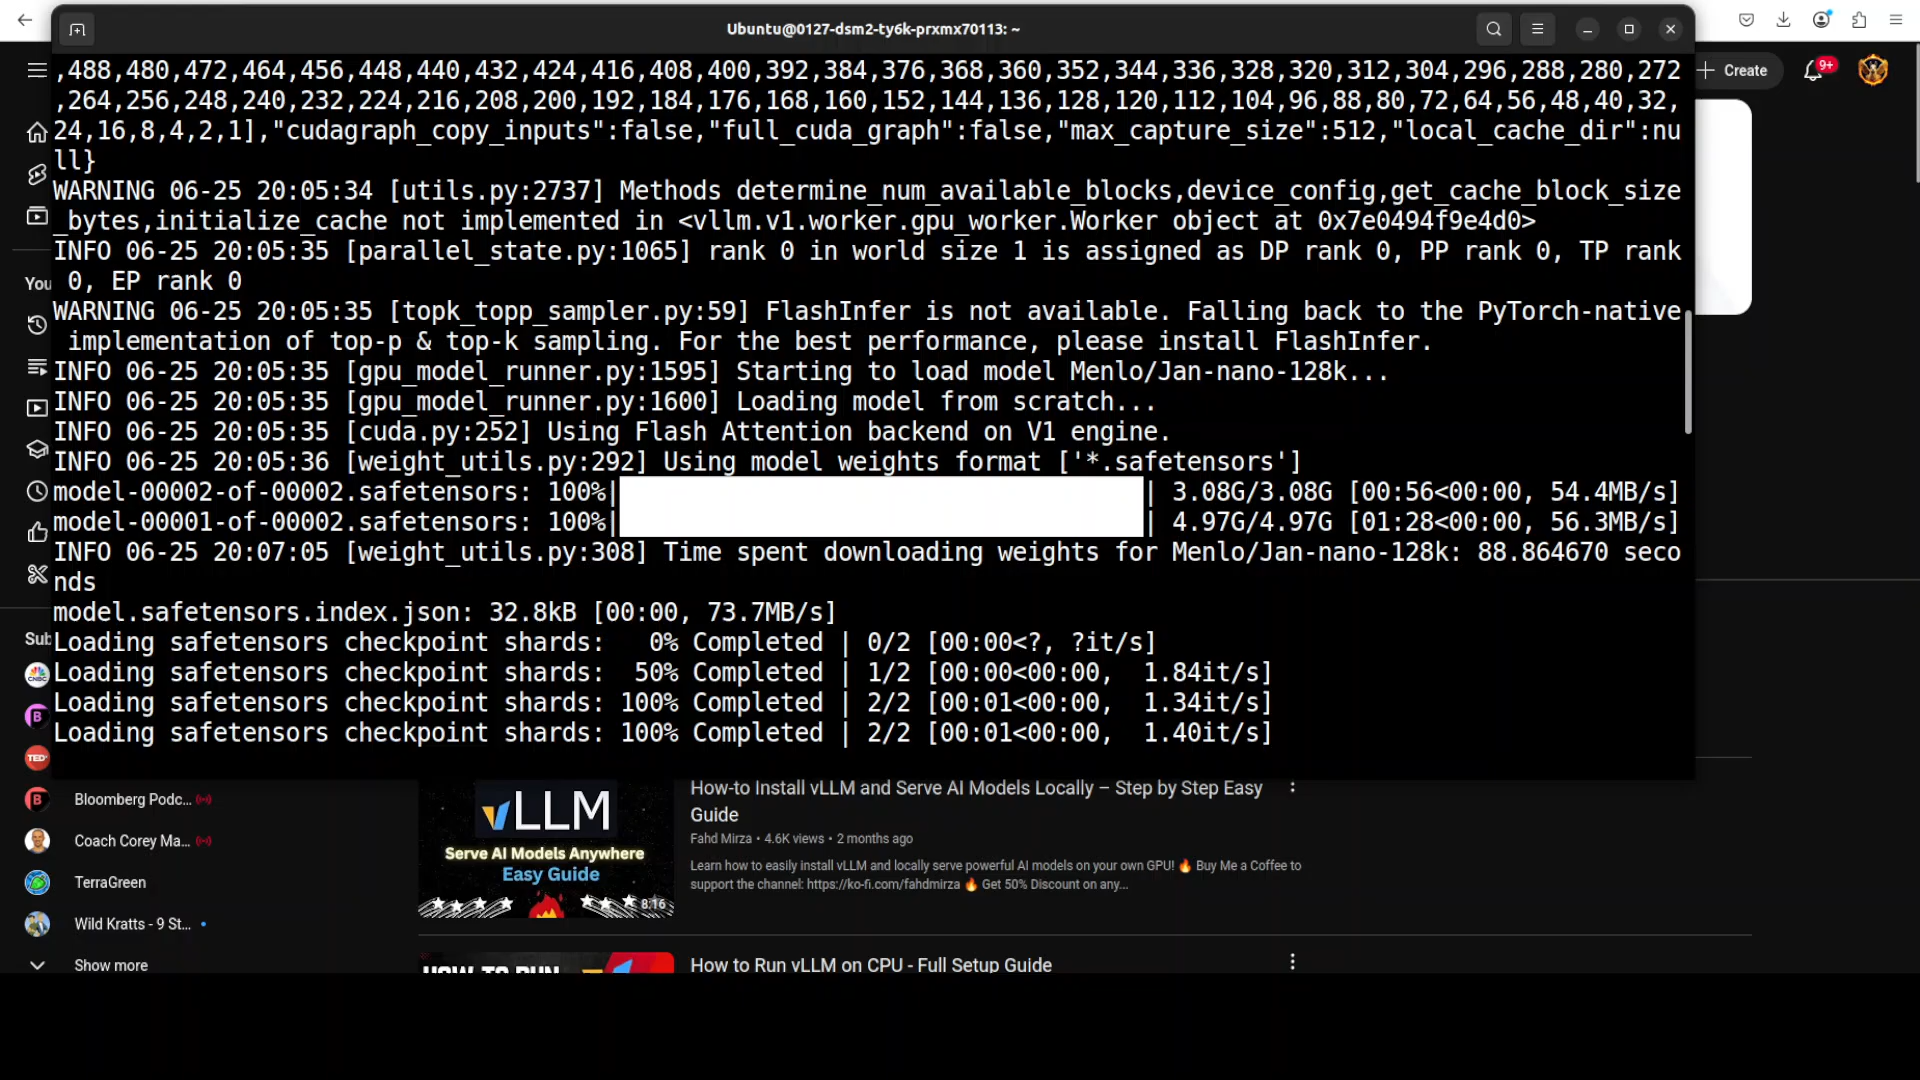 Ubuntu@0127-dsm2-ty6k-prxmx70113: ~
,488,480,472,464,456,448,440,432,424,416,408,400,392,384,376,368,360,352,344,336,328,320,312,304,296,288,280,272
,264,256,248,240,232,224,216,208,200,192,184,176,168,160,152,144,136,128,120,112,104,96,88,80,72,64,56,48,40,32,
24,16,8,4,2,1],"cudagraph_copy_inputs":false,"full_cuda_graph":false,"max_capture_size":512,"local_cache_dir":nu
ll}
WARNING 06-25 20:05:34 [utils.py:2737] Methods determine_num_available_blocks,device_config,get_cache_block_size
_bytes,initialize_cache not implemented in <vllm.v1.worker.gpu_worker.Worker object at 0x7e0494f9e4d0>
INFO 06-25 20:05:35 [parallel_state.py:1065] rank 0 in world size 1 is assigned as DP rank 0, PP rank 0, TP rank
 0, EP rank 0
WARNING 06-25 20:05:35 [topk_topp_sampler.py:59] FlashInfer is not available. Falling back to the PyTorch-native
 implementation of top-p & top-k sampling. For the best performance, please install FlashInfer.
INFO 06-25 20:05:35 [gpu_model_runner.py:1595] Starting to load model Menlo/Jan-nano-128k...
INFO 06-25 20:05:35 [gpu_model_runner.py:1600] Loading model from scratch...
INFO 06-25 20:05:35 [cuda.py:252] Using Flash Attention backend on V1 engine.
INFO 06-25 20:05:36 [weight_utils.py:292] Using model weights format ['*.safetensors']
model-00002-of-00002.safetensors: 100%| | 3.08G/3.08G [00:56<00:00, 54.4MB/s]
model-00001-of-00002.safetensors: 100%| | 4.97G/4.97G [01:28<00:00, 56.3MB/s]
INFO 06-25 20:07:05 [weight_utils.py:308] Time spent downloading weights for Menlo/Jan-nano-128k: 88.864670 seco
nds
model.safetensors.index.json: 32.8kB [00:00, 73.7MB/s]
Loading safetensors checkpoint shards:   0% Completed | 0/2 [00:00<?, ?it/s]
Loading safetensors checkpoint shards:  50% Completed | 1/2 [00:00<00:00,  1.84it/s]
Loading safetensors checkpoint shards: 100% Completed | 2/2 [00:01<00:00,  1.34it/s]
Loading safetensors checkpoint shards: 100% Completed | 2/2 [00:01<00:00,  1.40it/s]
Create
9+
You
Sub
CNBC
B
TED
B
Bloomberg Podc...
Coach Corey Ma...
TerraGreen
Wild Kratts - 9 St...
Show more
vLLM
Serve AI Models Anywhere
Easy Guide
8:16
How-to Install vLLM and Serve AI Models Locally – Step by Step Easy
Guide
Fahd Mirza • 4.6K views • 2 months ago
Learn how to easily install vLLM and locally serve powerful AI models on your own GPU! 🔥 Buy Me a Coffee to
support the channel: https://ko-fi.com/fahdmirza 🔥 Get 50% Discount on any...
HOW TO RUN
How to Run vLLM on CPU - Full Setup Guide